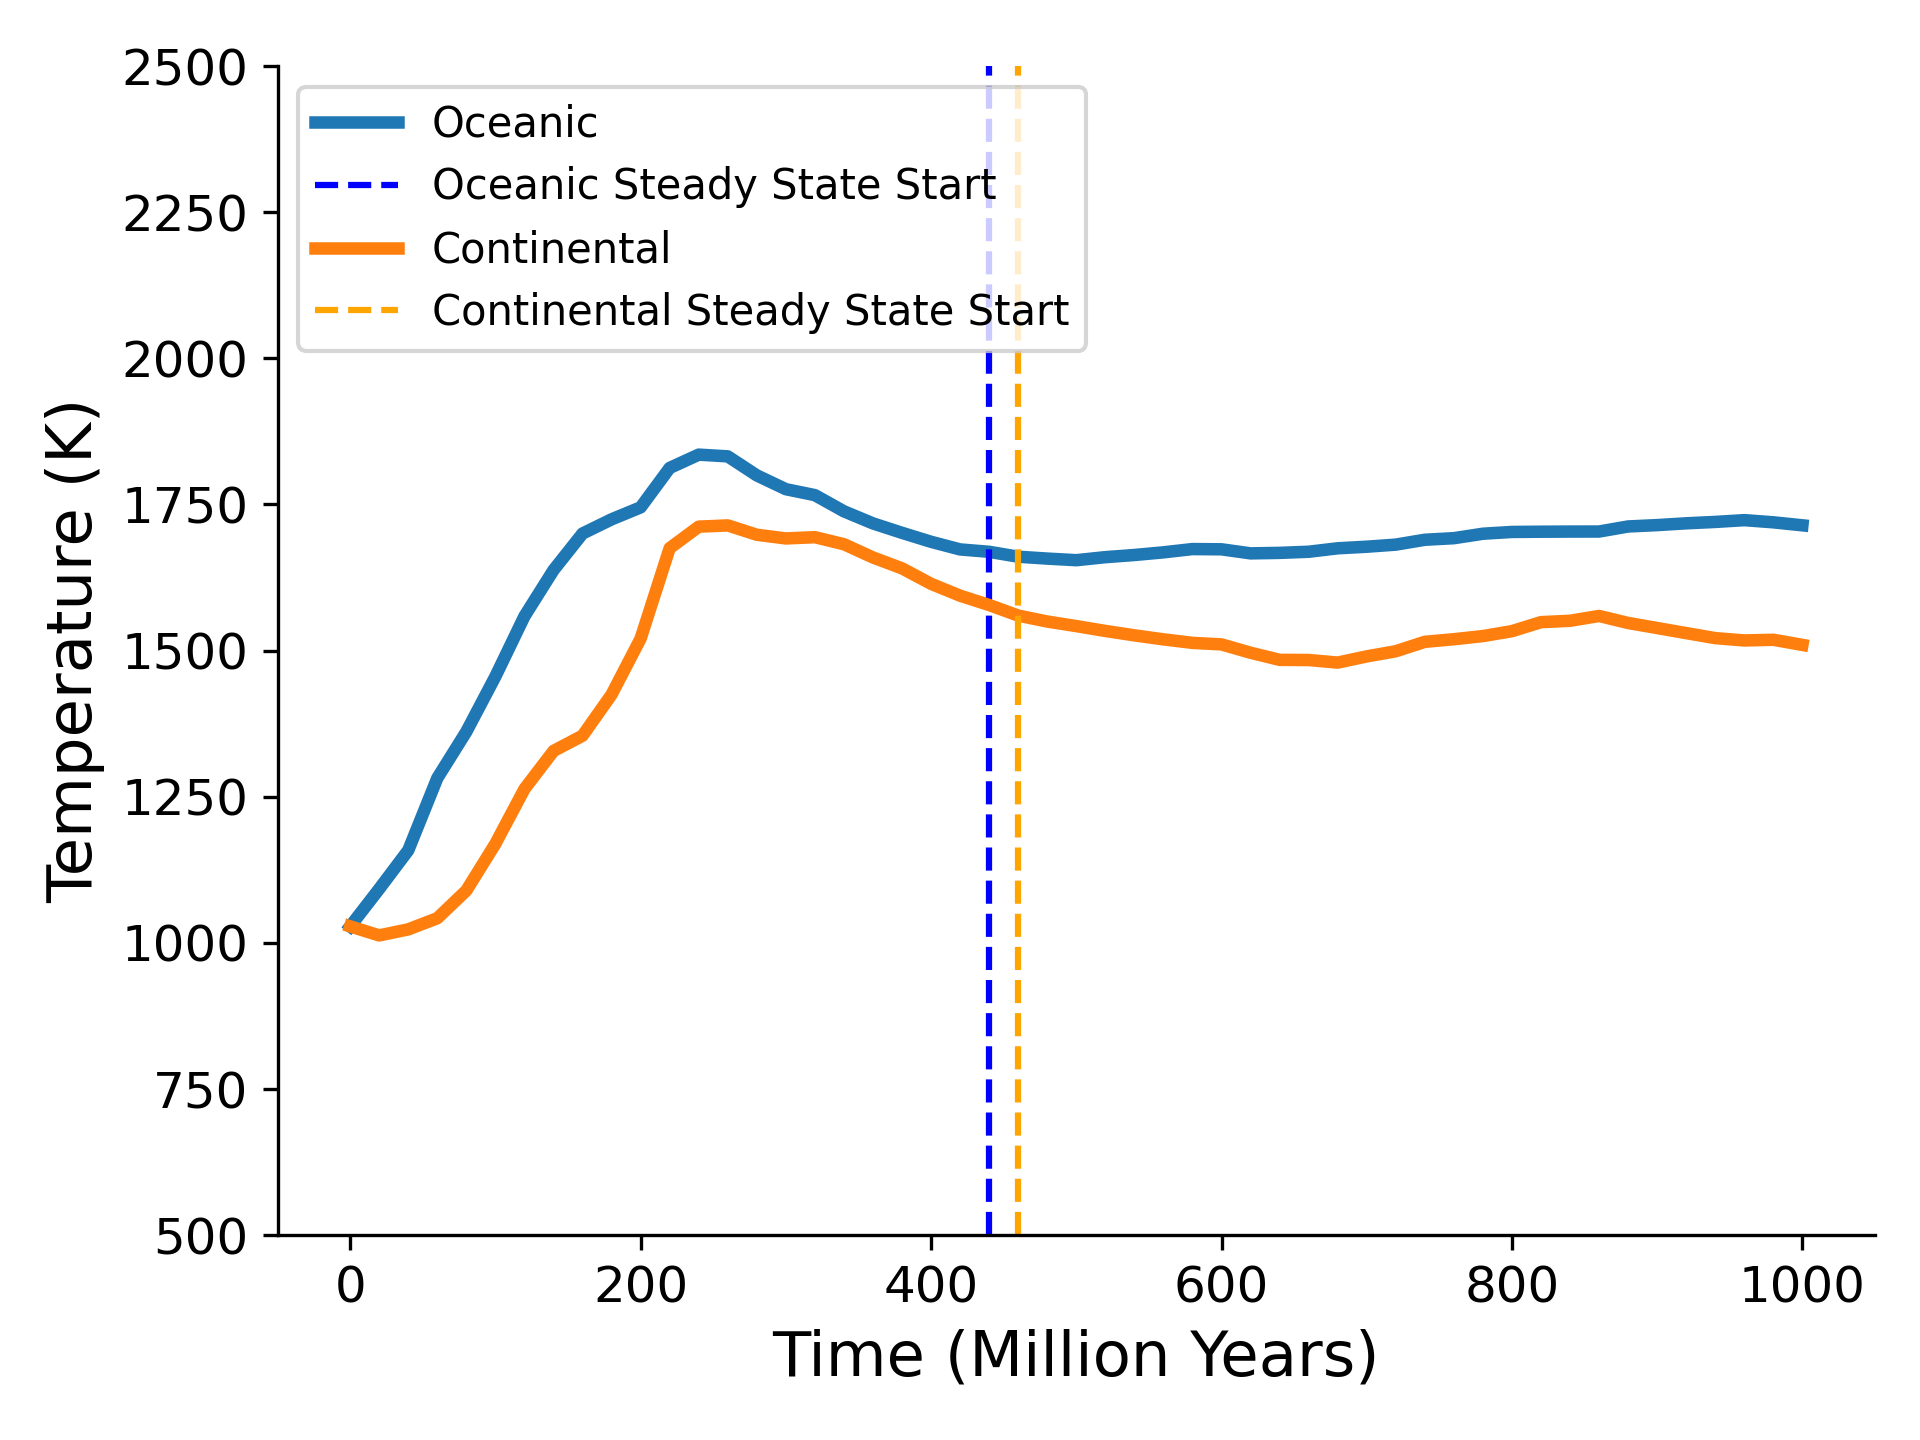 2500
2250
2000
1750
1500
1250
1000
750
500
Temperature (K)
Oceanic
Oceanic Steady State Start
Continental
Continental Steady State Start
0 200 400 600 800 1000
Time (Million Years)